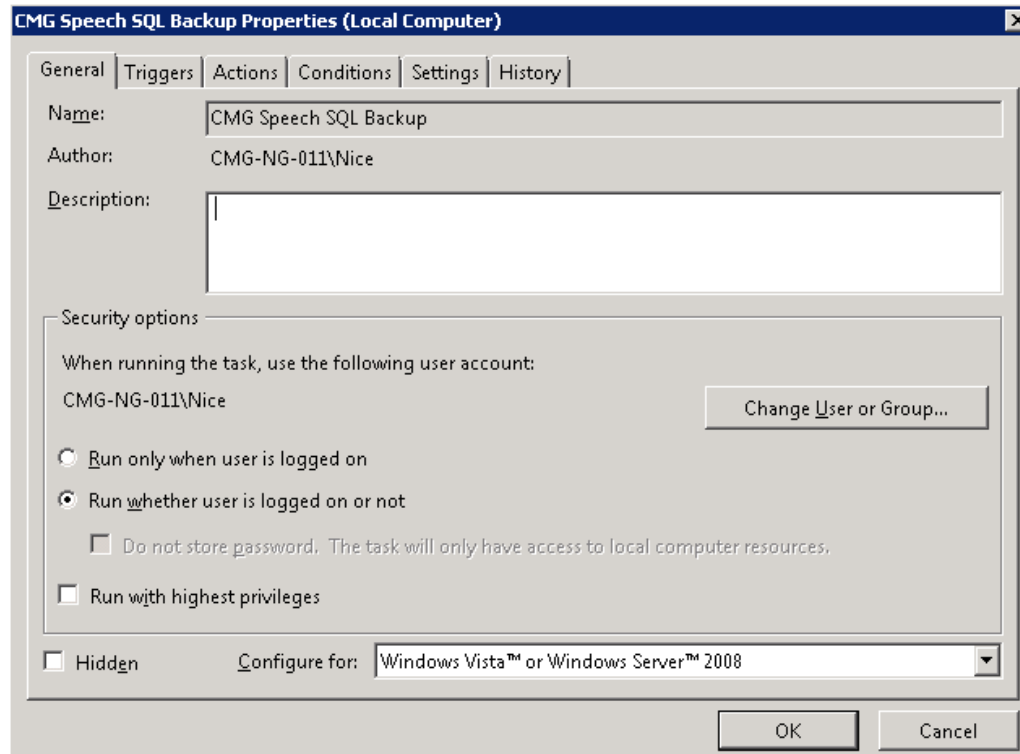 CMG Speech SQL Backup Properties (Local Computer)
General Triggers Actions Conditions Settings History
Name: CMG Speech SQL Backup
Author: CMG-NG-011\Nice
Description:
Security options
When running the task, use the following user account:
CMG-NG-011\Nice
Change User or Group...
Run only when user is logged on
Run whether user is logged on or not
Do not store password. The task will only have access to local computer resources.
Run with highest privileges
Hidden Configure for: Windows Vista™ or Windows Server™ 2008
OK Cancel